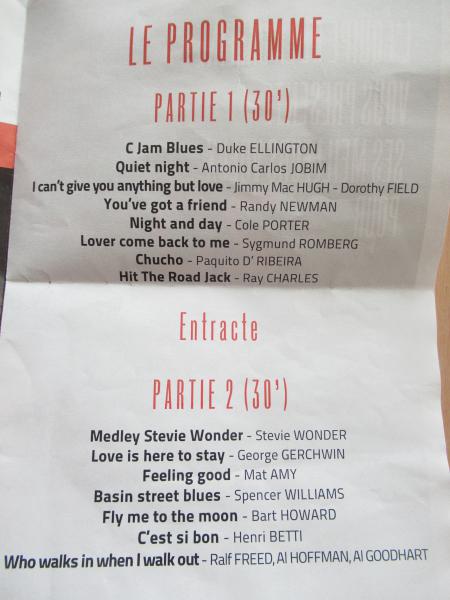 LE PROGRAMME
PARTIE 1 (30')
C Jam Blues - Duke ELLINGTON
Quiet night - Antonio Carlos JOBIM
I can't give you anything but love - Jimmy Mac HUGH - Dorothy FIELD
You've got a friend - Randy NEWMAN
Night and day - Cole PORTER
Lover come back to me - Sygmund ROMBERG
Chucho - Paquito D' RIBEIRA
Hit The Road Jack - Ray CHARLES
Entracte
PARTIE 2 (30')
Medley Stevie Wonder - Stevie WONDER
Love is here to stay - George GERCHWIN
Feeling good - Mat AMY
Basin street blues - Spencer WILLIAMS
Fly me to the moon - Bart HOWARD
C'est si bon - Henri BETTI
Who walks in when I walk out - Ralf FREED, Al HOFFMAN, Al GOODHART